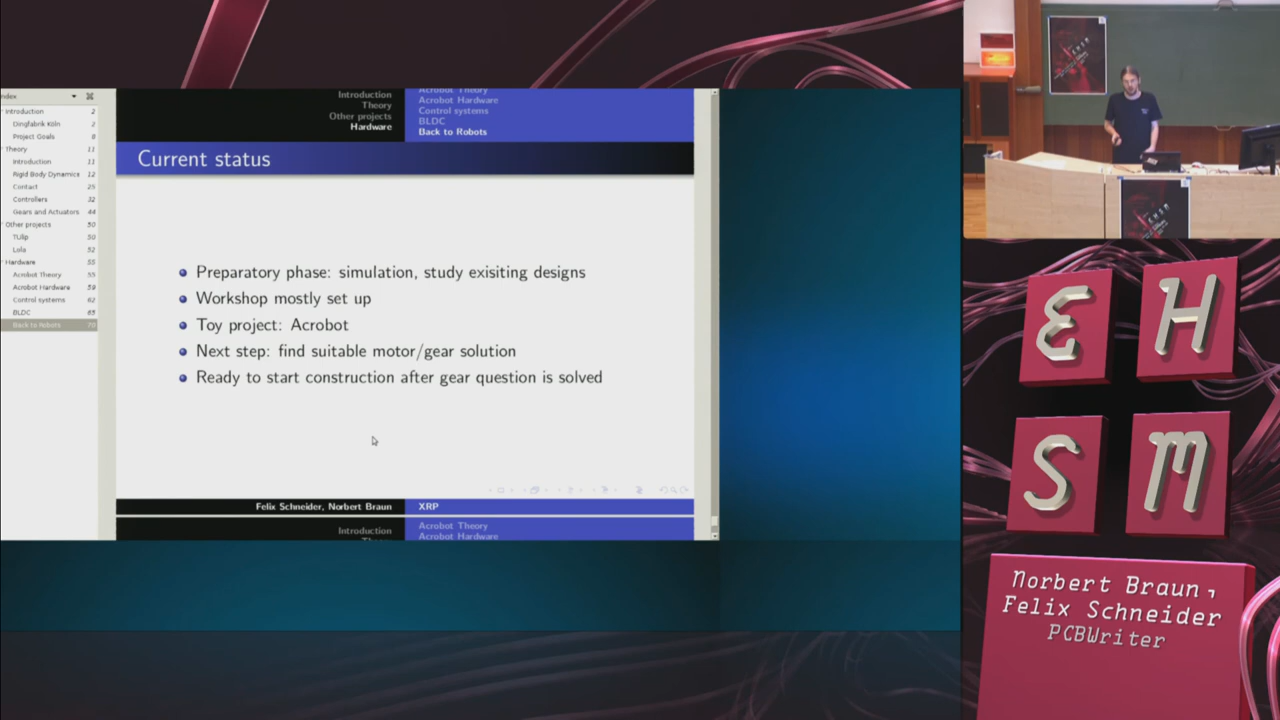 Index
Introduction 2
Dingfabrik Köln 2
Project Goals 8
Theory 11
Introduction 11
Rigid Body Dynamics 12
Contact 25
Controllers 32
Gears and Actuators 44
Other projects 50
TUlip 50
Lola 52
Hardware 55
Acrobot Theory 55
Acrobot Hardware 59
Control systems 62
BLDC 65
Back to Robots 70
Introduction
Theory
Other projects
Hardware
Acrobot Theory
Acrobot Hardware
Control systems
BLDC
Back to Robots
Current status
Preparatory phase: simulation, study exisiting designs
Workshop mostly set up
Toy project: Acrobot
Next step: find suitable motor/gear solution
Ready to start construction after gear question is solved
Felix Schneider, Norbert Braun XRP
Introduction
Acrobot Theory
Acrobot Hardware
EH
SM
Norbert Braun,
Felix Schneider
PCBWriter